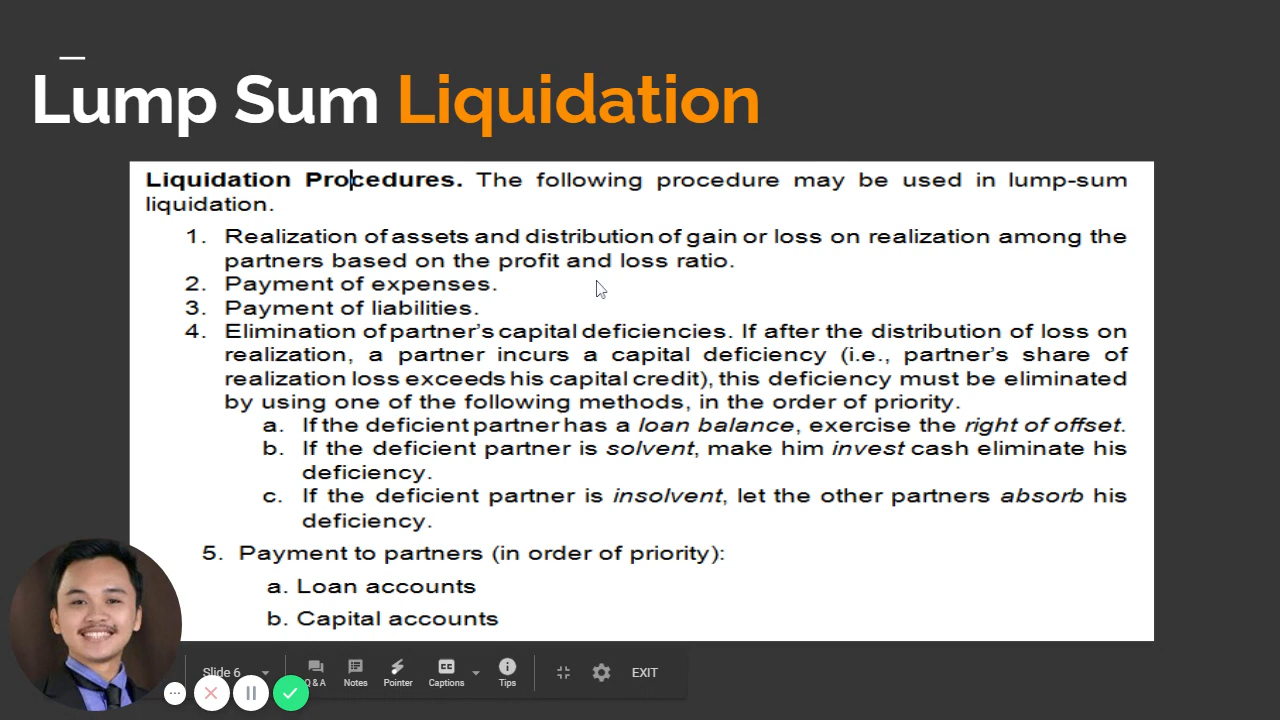 Lump Sum Liquidation
Liquidation Procedures. The following procedure may be used in lump-sum
liquidation.
1. Realization of assets and distribution of gain or loss on realization among the
partners based on the profit and loss ratio.
2. Payment of expenses.
3. Payment of liabilities.
4. Elimination of partner's capital deficiencies. If after the distribution of loss on
realization, a partner incurs a capital deficiency (i.e., partner's share of
realization loss exceeds his capital credit), this deficiency must be eliminated
by using one of the following methods, in the order of priority.
a. If the deficient partner has a loan balance, exercise the right of offset.
b. If the deficient partner is solvent, make him invest cash eliminate his
deficiency.
c. If the deficient partner is insolvent, let the other partners absorb his
deficiency.
5. Payment to partners (in order of priority):
a. Loan accounts
b. Capital accounts
Slide 6
Q&A Notes Pointer Captions Tips
EXIT